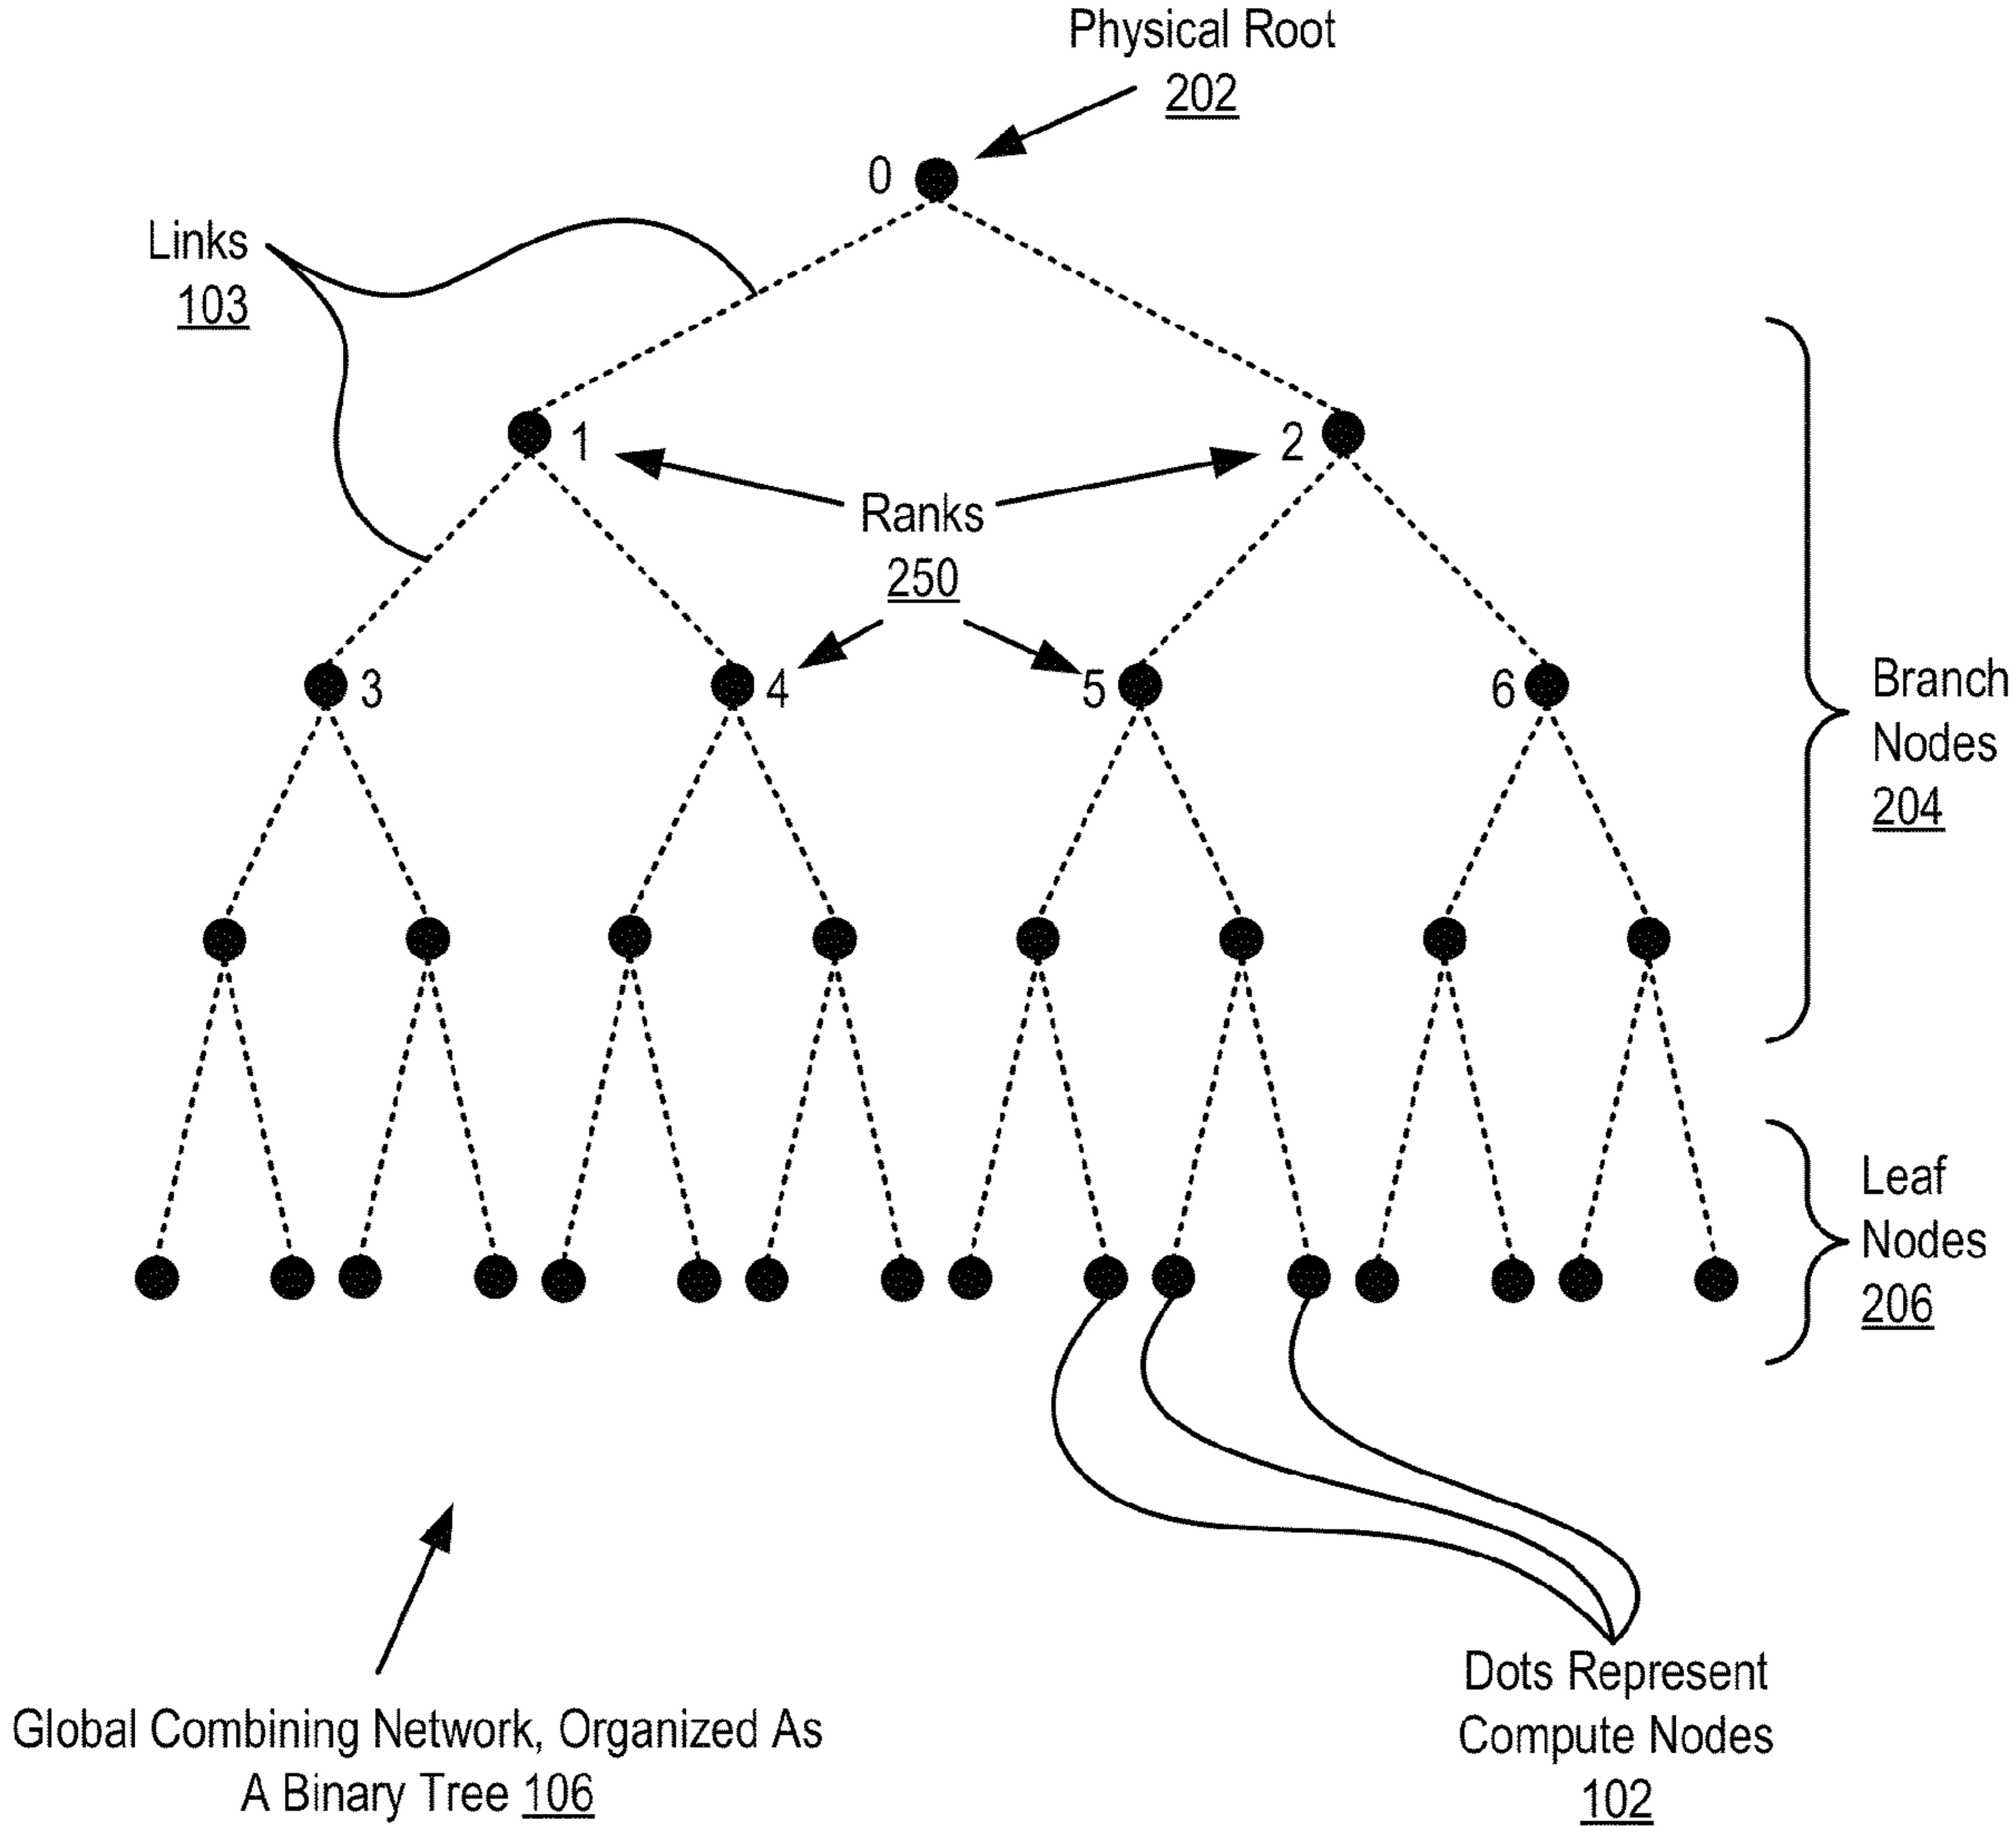 Physical Root
202
0
Links
103
1
2
Ranks
250
3
4
5
6
Branch
Nodes
204
Leaf
Nodes
206
Dots Represent
Compute Nodes
102
Global Combining Network, Organized As
A Binary Tree 106